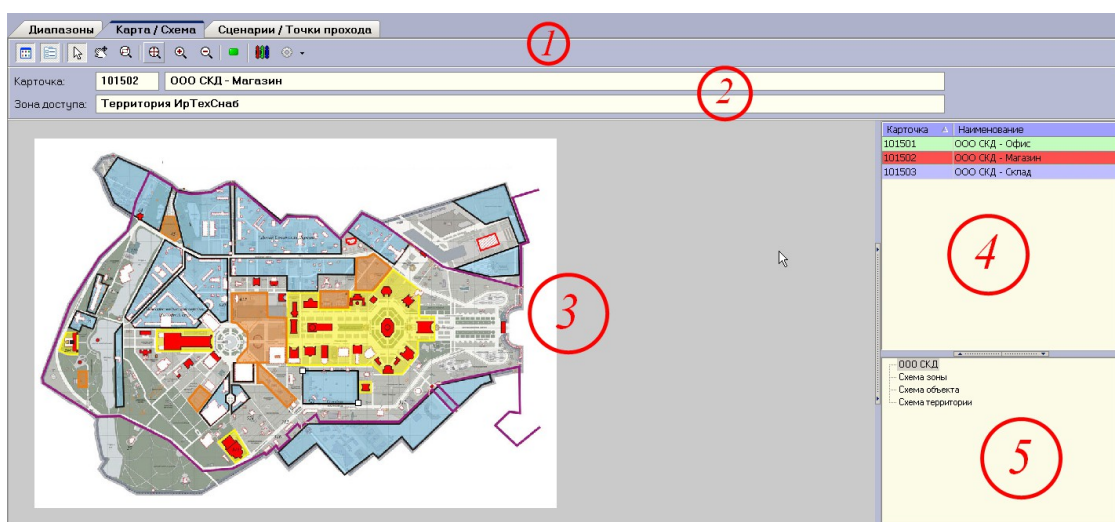 Диапазоны Карта / Схема Сценарии / Точки прохода
1
Карточка: 101502 ООО СКД - Магазин
2
Зона доступа: Территория ИрТехСнаб
Карточка Наименование
101501 ООО СКД - Офис
101502 ООО СКД - Магазин
101503 ООО СКД - Склад
4
3
ООО СКД
Схема зоны
Схема объекта
Схема территории
5